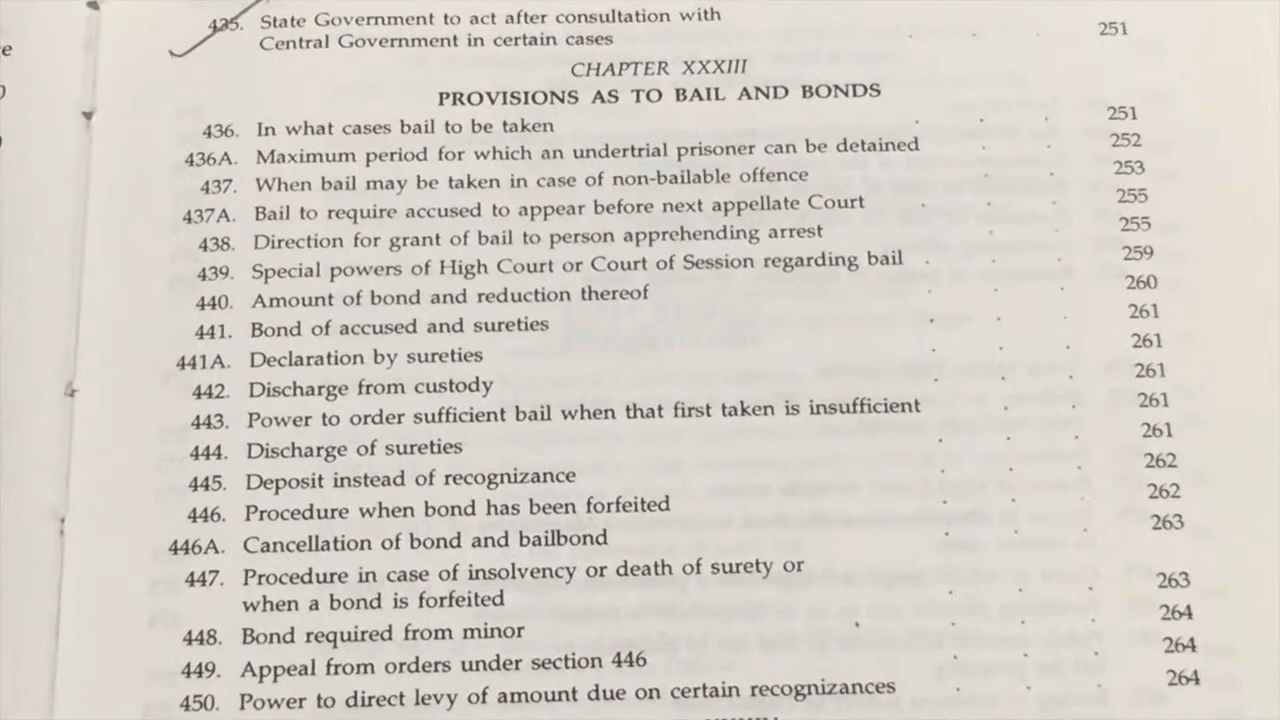 435. State Government to act after consultation with
Central Government in certain cases . . 251
CHAPTER XXXIII
PROVISIONS AS TO BAIL AND BONDS
436. In what cases bail to be taken . . . 251
436A. Maximum period for which an undertrial prisoner can be detained . . 252
437. When bail may be taken in case of non-bailable offence . . 253
437A. Bail to require accused to appear before next appellate Court . . . 255
438. Direction for grant of bail to person apprehending arrest . . 255
439. Special powers of High Court or Court of Session regarding bail . . . 259
440. Amount of bond and reduction thereof . . . 260
441. Bond of accused and sureties . . . 261
441A. Declaration by sureties . . . 261
442. Discharge from custody . . . 261
443. Power to order sufficient bail when that first taken is insufficient . . 261
444. Discharge of sureties . . . 261
445. Deposit instead of recognizance . . . 262
446. Procedure when bond has been forfeited . . . 262
446A. Cancellation of bond and bailbond . . . 263
447. Procedure in case of insolvency or death of surety or
when a bond is forfeited . . . 263
448. Bond required from minor . . . 264
449. Appeal from orders under section 446 . . . 264
450. Power to direct levy of amount due on certain recognizances . . . 264